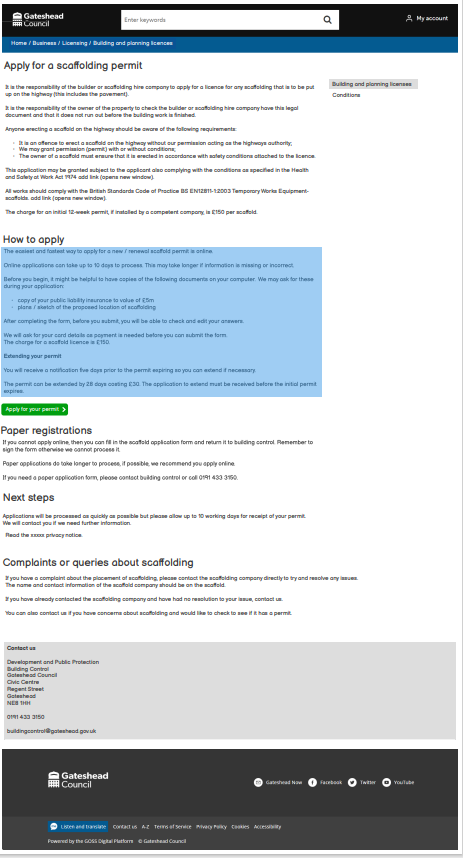 Gateshead
Council
Enter keywords
My account
Home / Business / Licensing / Building and planning licences
Apply for a scaffolding permit
It is the responsibility of the builder or scaffolding hire company to apply for a licence for any scaffolding that is to be put
up on the highway (this includes the pavement).
It is the responsibility of the owner of the property to check the builder or scaffolding hire company have this legal
document and that it does not run out before the building work is finished.
Anyone erecting a scaffold on the highway should be aware of the following requirements:
It is an offence to erect a scaffold on the highway without our permission acting as the highways authority;
We may grant permission (permit) with or without conditions;
The owner of a scaffold must ensure that it is erected in accordance with safety conditions attached to the licence.
This application may be granted subject to the applicant also complying with the conditions as specified in the Health
and Safety at Work Act 1974 add link (opens new window).
All works should comply with the British Standards Code of Practice BS EN12811-1:2003 Temporary Works Equipment-
scaffolds. add link (opens new window).
The charge for an initial 12-week permit, if installed by a competent company, is £150 per scaffold.
Building and planning licensees
Conditions
How to apply
The easiest and fastest way to apply for a new / renewed scaffold permit is online.
Online applications can take up to 10 days to process. This may take longer if information is missing or incorrect.
Before you begin, it might be helpful to have copies of the following documents on your computer. We may ask for these
during your application:
copy of your public liability insurance to value of £5m
plans / sketch of the proposed location of scaffolding
After completing the form, before you submit, you will be able to check and edit your answers.
We will ask for your card details as payment is needed before you can submit the form.
The charge for a scaffold licence is £150.
Extending your permit
You will receive a notification five days prior to the permit expiring so you can extend if necessary.
The permit can be extended by 28 days costing £30. The application to extend must be received before the initial permit
expires.
Apply for your permit
Paper registrations
If you cannot apply online, then you can fill in the scaffold application form and return it to building control. Remember to
sign the form otherwise we cannot process it.
Paper applications do take longer to process, if possible, we recommend you apply online.
If you need a paper application form, please contact building control or call 0191 433 3150.
Next steps
Applications will be processed as quickly as possible but please allow up to 10 working days for receipt of your permit.
We will contact you if we need further information.
Read the xxxxx privacy notice.
Complaints or queries about scaffolding
If you have a complaint about the placement of scaffolding, please contact the scaffolding company directly to try and resolve any issues.
The name and contact information of the scaffold company should be on the scaffold.
If you have already contacted the scaffolding company and have had no resolution to your issue, contact us.
You can also contact us if you have concerns about scaffolding and would like to check to see if it has a permit.
Contact us
Development and Public Protection
Building Control
Gateshead Council
Civic Centre
Regent Street
Gateshead
NE8 1HH
0191 433 3150
buildingcontrol@gateshead.gov.uk
Gateshead
Council
Gateshead Now
Facebook
Twitter
YouTube
Listen and translate
Contact us A-Z Terms of Service Privacy Policy Cookies Accessibility
Powered by the GOSS Digital Platform © Gateshead Council